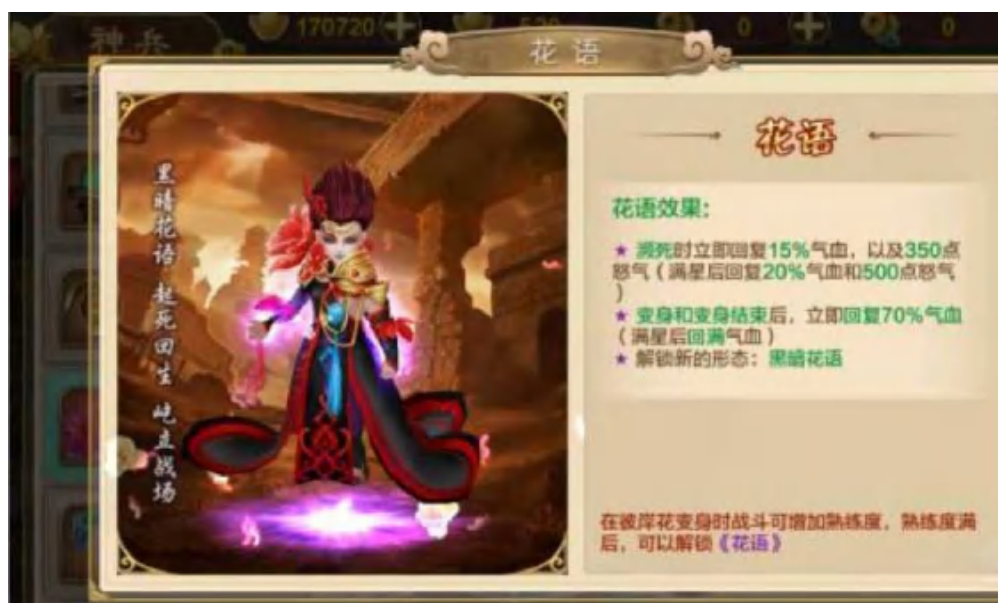 神兵
170720
520
0
0
花语
黑暗花语 起死回生 屹立战场
花语
花语效果:
★ 濒死时立即回复15%气血，以及350点
怒气（满星后回复20%气血和500点怒气
）
★ 变身和变身结束后，立即回复70%气血
（满星后回满气血）
★ 解锁新的形态：黑暗花语
在彼岸花变身时战斗可增加熟练度，熟练度满
后，可以解锁《花语》